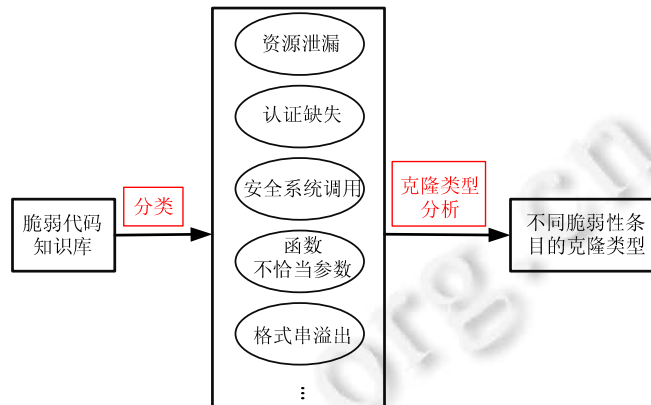 资源泄漏
认证缺失
安全系统调用
函数
不恰当参数
格式串溢出
...
脆弱代码
知识库
分类
克隆类型
分析
不同脆弱性条
目的克隆类型
org.cn